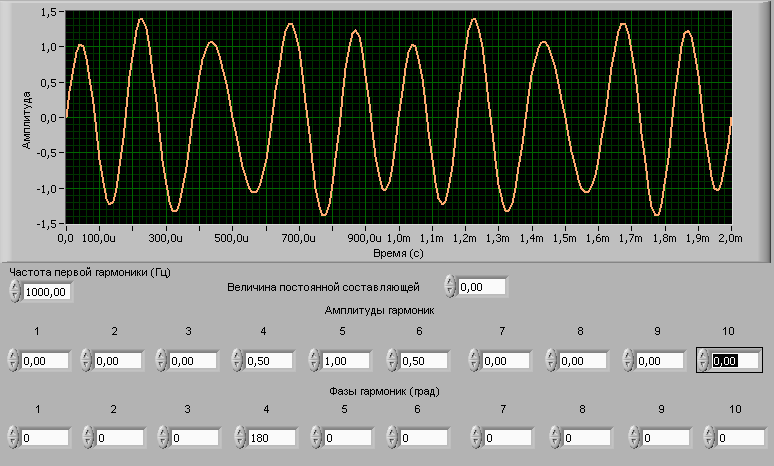 1,5
1,0
0,5
0,0
-0,5
-1,0
-1,5
Амплитуда
0,0 100,0u 300,0u 500,0u 700,0u 900,0u 1,0m 1,1m 1,2m 1,3m 1,4m 1,5m 1,6m 1,7m 1,8m 1,9m 2,0m
Время (с)
Частота первой гармоники (Гц)
1000,00
Величина постоянной составляющей 0,00
Амплитуды гармоник
1 2 3 4 5 6 7 8 9 10
0,00 0,00 0,00 0,50 1,00 0,50 0,00 0,00 0,00 0,00
Фазы гармоник (град)
1 2 3 4 5 6 7 8 9 10
0 0 0 180 0 0 0 0 0 0